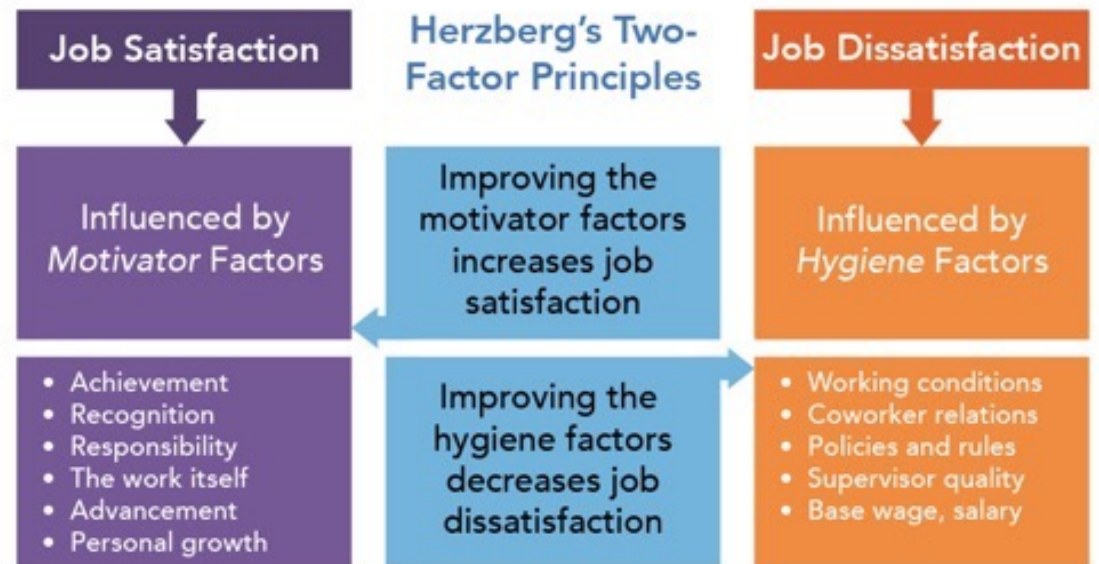 Job Satisfaction
Herzberg's Two-
Factor Principles
Job Dissatisfaction
Influenced by
Motivator Factors
Improving the
motivator factors
increases job
satisfaction
Influenced by
Hygiene Factors
• Achievement
• Recognition
• Responsibility
• The work itself
• Advancement
• Personal growth
Improving the
hygiene factors
decreases job
dissatisfaction
• Working conditions
• Coworker relations
• Policies and rules
• Supervisor quality
• Base wage, salary